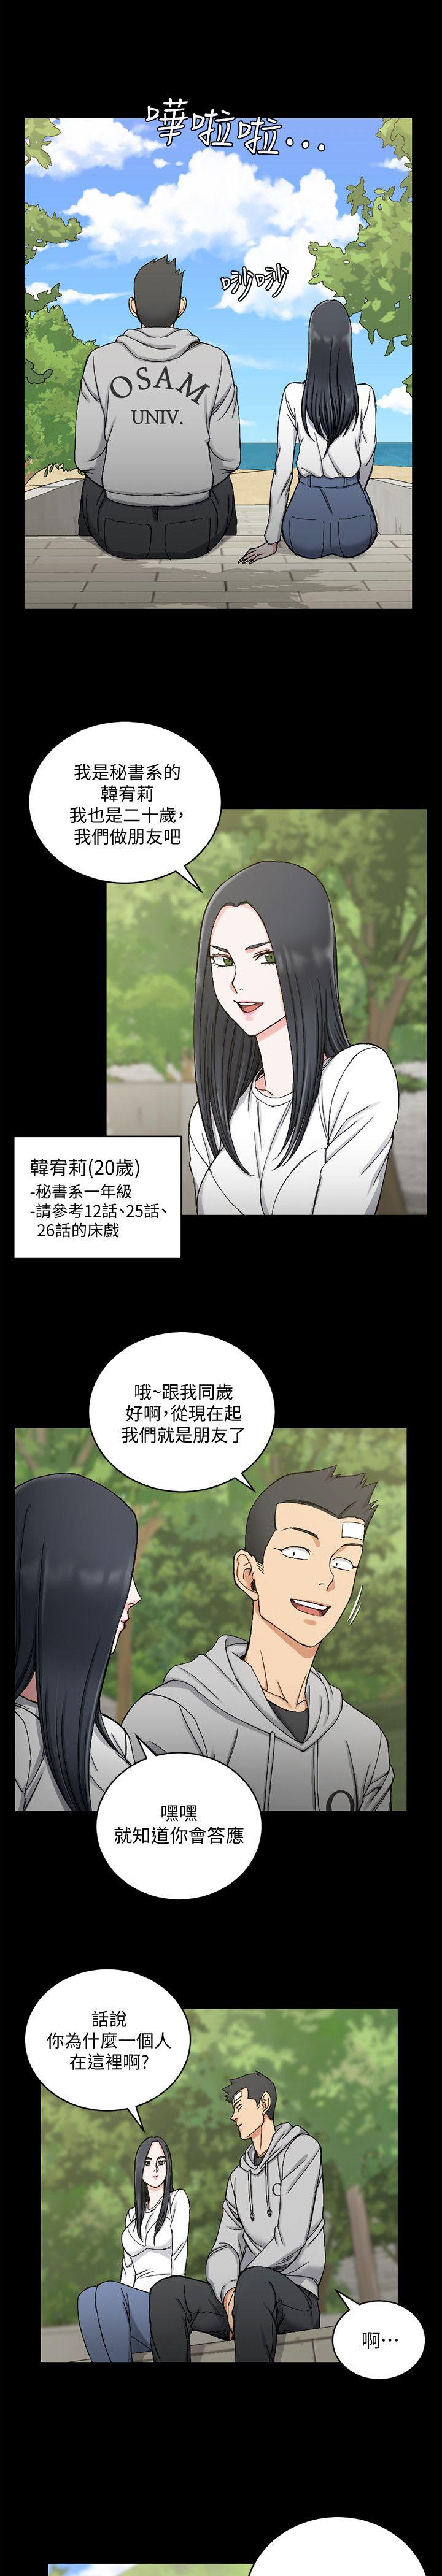 嘩啦啦...
唦唦
OSAM
UNIV.
我是秘書系的
韓宥莉
我也是二十歲，
我們做朋友吧
韓宥莉(20歲)
-秘書系一年級
-請參考12話、25話、
26話的床戲
哦~跟我同歲
好啊，從現在起
我們就是朋友了
嘿嘿
就知道你會答應
話說
你為什麼一個人
在這裡啊?
啊…